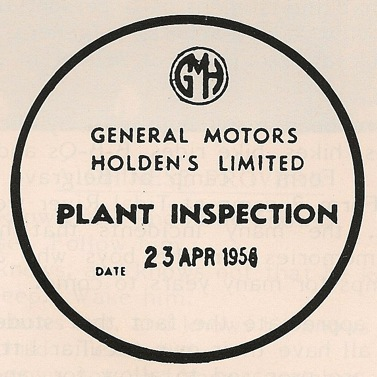 GMH
GENERAL MOTORS
HOLDEN'S LIMITED
PLANT INSPECTION
DATE 23 APR 1956